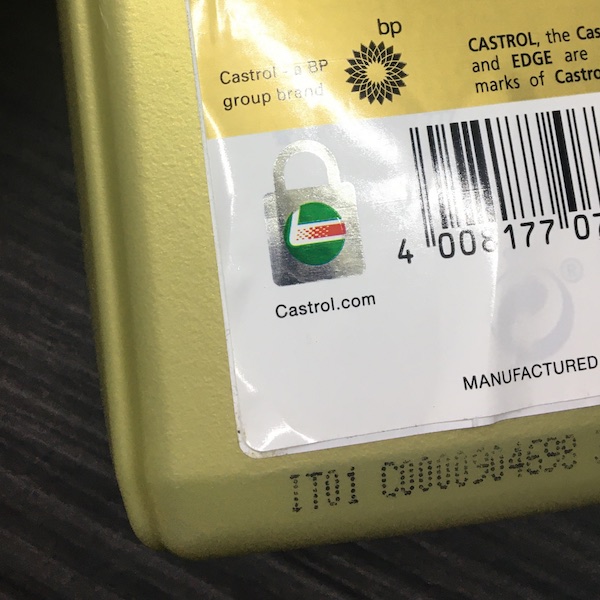 bp
Castrol - a BP
group brand
CASTROL, the Cas
and EDGE are
marks of Castro
4 008177 07
Castrol.com
®
MANUFACTURED
IT01 C0000904698